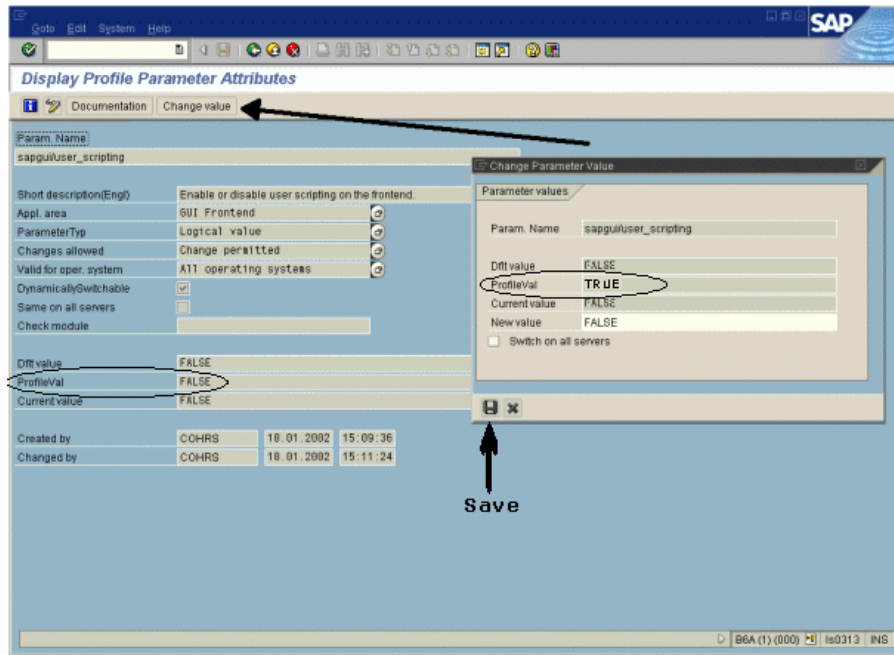 Goto Edit System Help
SAP
Display Profile Parameter Attributes
Documentation Change value
Param. Name
sapgui/user_scripting
Short description(Engl) Enable or disable user scripting on the frontend.
Appl. area GUI Frontend
ParameterTyp Logical value
Changes allowed Change permitted
Valid for oper. system All operating systems
DynamicallySwitchable
Same on all servers
Check module
Dflt value FALSE
ProfileVal FALSE
Current value FALSE
Created by COHRS 10.01.2002 15:09:36
Changed by COHRS 10.01.2002 15:11:24
Change Parameter Value
Parameter values
Param. Name sapgui/user_scripting
Dflt value FALSE
ProfileVal TRUE
Current value FALSE
New value FALSE
Switch on all servers
Save
B6A (1) (000) ls0313 INS